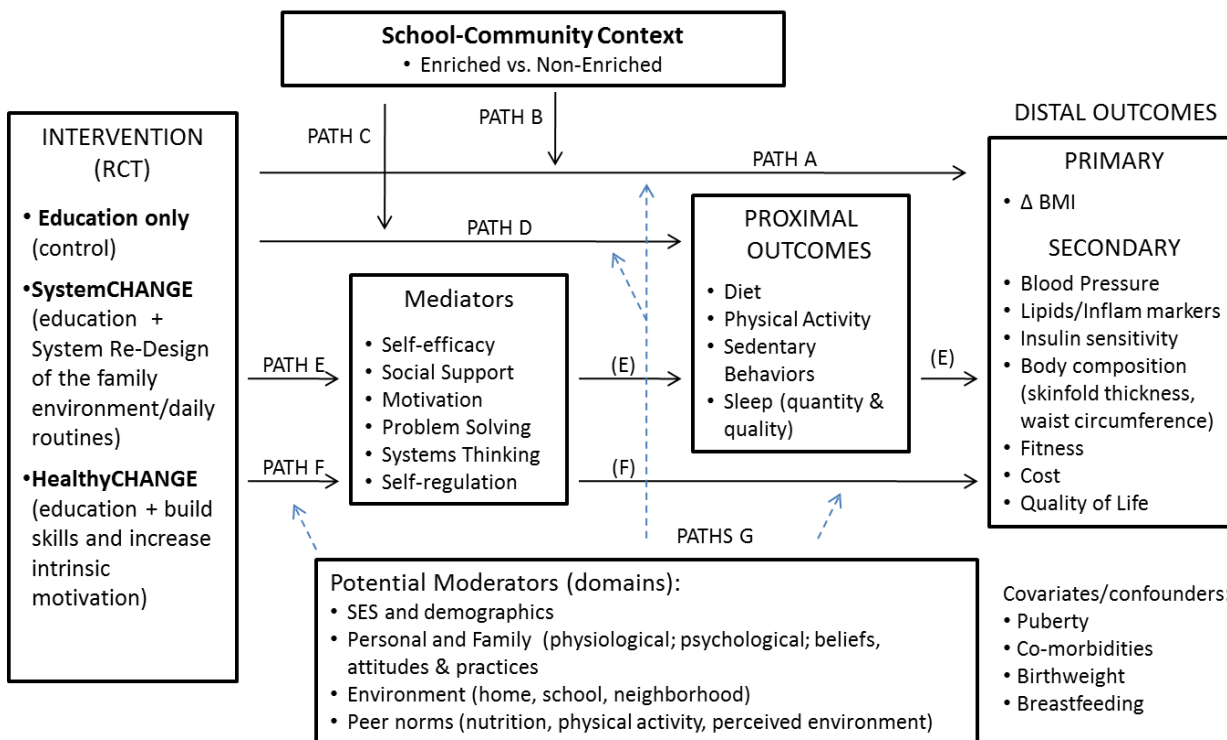 School-Community Context
• Enriched vs. Non-Enriched
INTERVENTION
(RCT)
• Education only
(control)
•SystemCHANGE
(education +
System Re-Design
of the family
environment/daily
routines)
•HealthyCHANGE
(education + build
skills and increase
intrinsic
motivation)
PATH C
PATH B
PATH A
PATH D
PATH E
PATH F
Mediators
• Self-efficacy
• Social Support
• Motivation
• Problem Solving
• Systems Thinking
• Self-regulation
(E)
(F)
PROXIMAL
OUTCOMES
• Diet
• Physical Activity
• Sedentary
Behaviors
• Sleep (quantity &
quality)
(E)
DISTAL OUTCOMES
PRIMARY
• Δ BMI
SECONDARY
• Blood Pressure
• Lipids/Inflam markers
• Insulin sensitivity
• Body composition
(skinfold thickness,
waist circumference)
• Fitness
• Cost
• Quality of Life
PATHS G
Potential Moderators (domains):
• SES and demographics
• Personal and Family (physiological; psychological; beliefs,
attitudes & practices
• Environment (home, school, neighborhood)
• Peer norms (nutrition, physical activity, perceived environment)
Covariates/confounders:
• Puberty
• Co-morbidities
• Birthweight
• Breastfeeding